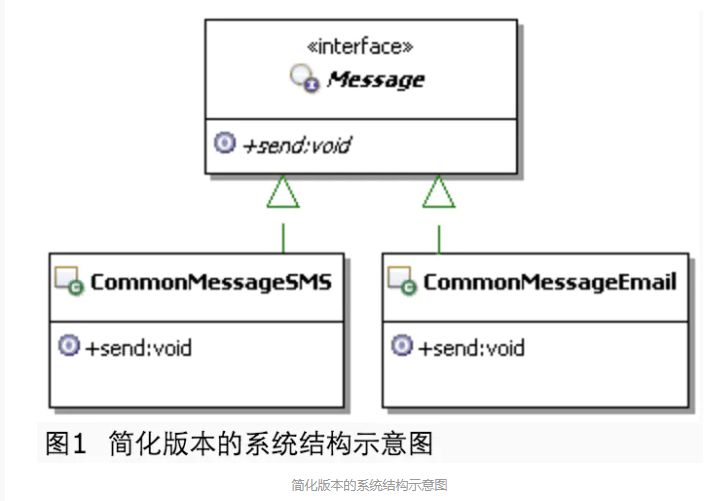 «interface»
Message
+send:void
CommonMessageSMS
CommonMessageEmail
+send:void
+send:void
图1 简化版本的系统结构示意图
简化版本的系统结构示意图